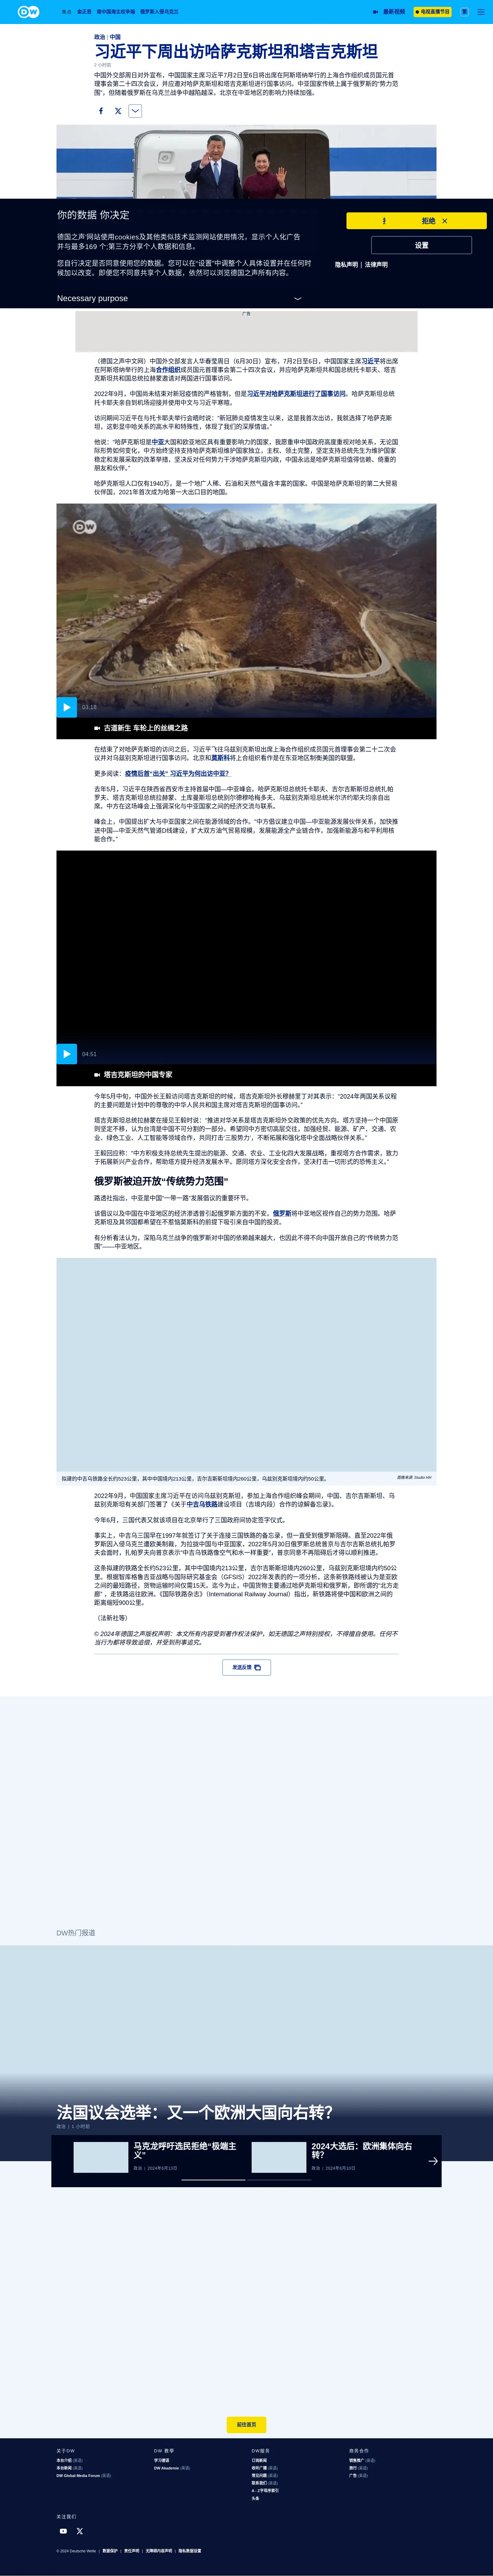 DW
焦点
金正恩
南中国海主权争端
俄罗斯入侵乌克兰
最新视频
电视直播节目
繁
政治 | 中国
习近平下周出访哈萨克斯坦和塔吉克斯坦
2 小时前
中国外交部周日对外宣布，中国国家主席习近平7月2日至6日将出席在阿斯塔纳举行的上海合作组织成员国元首
理事会第二十四次会议，并应邀对哈萨克斯坦和塔吉克斯坦进行国事访问。中亚国家传统上属于俄罗斯的“势力范
围”，但随着俄罗斯在乌克兰战争中越陷越深，北京在中亚地区的影响力持续加强。
你的数据 你决定
德国之声’网站使用cookies及其他类似技术监测网站使用情况，显示个人化广告
并与最多169 个;第三方分享个人数据和信息。
您自行决定是否同意使用您的数据。您可以在“设置”中调整个人具体设置并在任何时
候加以改变。即便您不同意共享个人数据，依然可以浏览德国之声所有内容。
Necessary purpose
拒绝
设置
隐私声明 | 法律声明
广告
（德国之声中文网）中国外交部发言人华春莹周日（6月30日）宣布，7月2日至6日，中国国家主席习近平将出席
在阿斯塔纳举行的上海合作组织成员国元首理事会第二十四次会议，并应哈萨克斯坦共和国总统托卡耶夫、塔吉
克斯坦共和国总统拉赫蒙邀请对两国进行国事访问。
2022年9月，中国尚未结束对新冠疫情的严格管制，但是习近平对哈萨克斯坦进行了国事访问。哈萨克斯坦总统
托卡耶夫亲自到机场迎接并使用中文与习近平寒暄。
访问期间习近平在与托卡耶夫举行会晤时说：“新冠肺炎疫情发生以来，这是我首次出访，我就选择了哈萨克斯
坦，这彰显中哈关系的高水平和特殊性，体现了我们的深厚情谊。”
他说：“哈萨克斯坦是中亚大国和欧亚地区具有重要影响力的国家，我愿重申中国政府高度重视对哈关系，无论国
际形势如何变化，中方始终坚持支持哈萨克斯坦维护国家独立，主权、领土完整，坚定支持总统先生为维护国家
稳定和发展采取的改革举措，坚决反对任何势力干涉哈萨克斯坦内政，中国永远是哈萨克斯坦值得信赖、倚重的
朋友和伙伴。”
哈萨克斯坦人口仅有1940万，是一个地广人稀、石油和天然气蕴含丰富的国家。中国是哈萨克斯坦的第二大贸易
伙伴国，2021年首次成为哈第一大出口目的地国。
DW
03:18
古道新生 车轮上的丝绸之路
在结束了对哈萨克斯坦的访问之后，习近平飞往乌兹别克斯坦出席上海合作组织成员国元首理事会第二十二次会
议并对乌兹别克斯坦进行国事访问。北京和莫斯科将上合组织看作是在东亚地区制衡美国的联盟。
更多阅读：疫情后首“出关” 习近平为何出访中亚？
去年5月，习近平在陕西省西安市主持首届中国—中亚峰会。哈萨克斯坦总统托卡耶夫、吉尔吉斯斯坦总统扎帕
罗夫、塔吉克斯坦总统拉赫蒙、土库曼斯坦总统别尔德穆哈梅多夫、乌兹别克斯坦总统米尔济约耶夫均亲自出
席。中方在这场峰会上强调深化与中亚国家之间的经济交流与联系。
峰会上，中国提出扩大与中亚国家之间在能源领域的合作。“中方倡议建立中国—中亚能源发展伙伴关系，加快推
进中国—中亚天然气管道D线建设，扩大双方油气贸易规模，发展能源全产业链合作，加强新能源与和平利用核
能合作。”
04:51
塔吉克斯坦的中国专家
今年5月中旬，中国外长王毅访问塔吉克斯坦的时候，塔吉克斯坦外长穆赫里丁对其表示：“2024年两国关系议程
的主要问题是计划中的尊敬的中华人民共和国主席对塔吉克斯坦的国事访问。”
塔吉克斯坦总统拉赫蒙在接见王毅时说：“推进对华关系是塔吉克斯坦外交政策的优先方向。塔方坚持一个中国原
则坚定不移，认为台湾是中国不可分割的一部分。希望同中方密切高层交往，加强经贸、能源、矿产、交通、农
业、绿色工业、人工智能等领域合作，共同打击‘三股势力’，不断拓展和强化塔中全面战略伙伴关系。”
王毅回应称：“中方积极支持总统先生提出的能源、交通、农业、工业化四大发展战略，重视塔方合作需求，致力
于拓展新兴产业合作，帮助塔方提升经济发展水平。愿同塔方深化安全合作，坚决打击一切形式的恐怖主义。”
俄罗斯被迫开放“传统势力范围”
路透社指出，中亚是中国“一带一路”发展倡议的重要环节。
该倡议以及中国在中亚地区的经济渗透曾引起俄罗斯方面的不安。俄罗斯将中亚地区视作自己的势力范围。哈萨
克斯坦及其邻国都希望在不惹恼莫斯科的前提下吸引来自中国的投资。
有分析看法认为，深陷乌克兰战争的俄罗斯对中国的依赖越来越大，也因此不得不向中国开放自己的“传统势力范
围”——中亚地区。
拟建的中吉乌铁路全长约523公里，其中中国境内213公里，吉尔吉斯斯坦境内260公里，乌兹别克斯坦境内约50公里。
2022年9月，中国国家主席习近平在访问乌兹别克斯坦，参加上海合作组织峰会期间，中国、吉尔吉斯斯坦、乌
兹别克斯坦有关部门签署了《关于中吉乌铁路建设项目（吉境内段）合作的谅解备忘录》。
今年6月，三国代表又就该项目在北京举行了三国政府间协定签字仪式。
事实上，中吉乌三国早在1997年就签订了关于连接三国铁路的备忘录，但一直受到俄罗斯阻碍。直至2022年俄
罗斯因入侵乌克兰遭欧美制裁，为拉拢中国与中亚国家，2022年5月30日俄罗斯总统普京与吉尔吉斯总统扎帕罗
夫会面时，扎帕罗夫向普京表示“中吉乌铁路像空气和水一样重要”，普京同意不再阻碍后才得以顺利推进。
这条拟建的铁路全长约523公里，其中中国境内213公里，吉尔吉斯斯坦境内260公里，乌兹别克斯坦境内约50公
里。根据智库格鲁吉亚战略与国际研究基金会（GFSIS）2022年发表的一项分析，这条新铁路线被认为是亚欧
之间的最短路径，货物运输时间仅需15天。迄今为止，中国货物主要通过哈萨克斯坦和俄罗斯，即所谓的“北方走
廊” ，走铁路运往欧洲。《国际铁路杂志》（International Railway Journal）指出，新铁路将使中国和欧洲之间的
距离缩短900公里。
（法新社等）
© 2024年德国之声版权声明：本文所有内容受到著作权法保护，如无德国之声特别授权，不得擅自使用。任何不
当行为都将导致追偿，并受到刑事追究。
发送反馈
DW热门报道
法国议会选举：又一个欧洲大国向右转？
政治 | 1 小时前
马克龙呼吁选民拒绝“极端主
义”
政治 | 2024年6月13日
2024大选后：欧洲集体向右
转？
政治 | 2024年6月10日
前往首页
关于DW
本台介绍 (英语)
本台新闻 (英语)
DW Global Media Forum (英语)
DW 教学
学习德语
DW Akademie (英语)
DW服务
订阅新闻
收听广播 (英语)
常见问题 (英语)
联系我们 (英语)
A - Z字母序索引
头条
商务合作
销售推广 (英语)
旅行 (英语)
广告 (英语)
关注我们
© 2024 Deutsche Welle | 数据保护 | 责任声明 | 无障碍内容声明 | 隐私数据设置